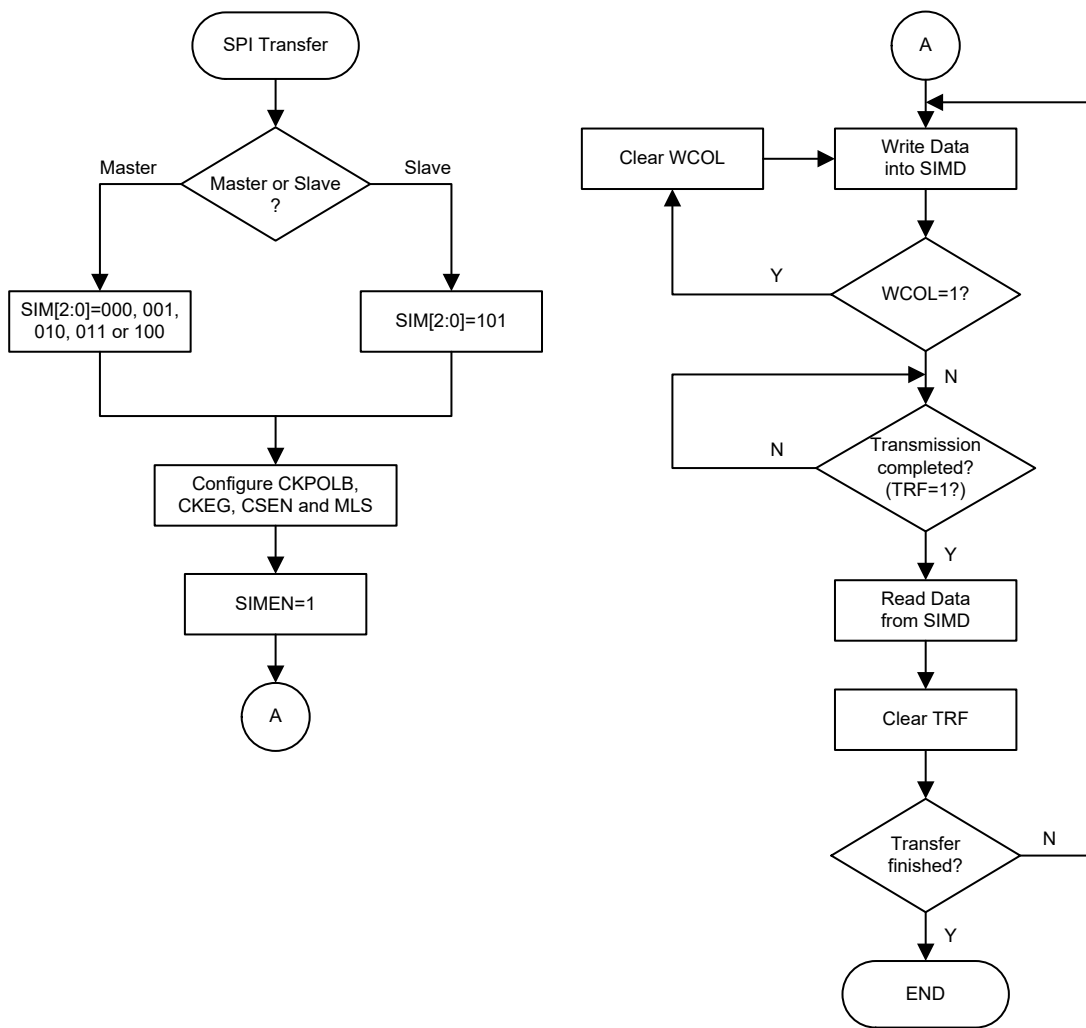 SPI Transfer
Master or Slave
?
Master
Slave
SIM[2:0]=000, 001,
010, 011 or 100
SIM[2:0]=101
Configure CKPOLB,
CKEG, CSEN and MLS
SIMEN=1
A
A
Write Data
into SIMD
Clear WCOL
WCOL=1?
Y
N
Transmission
completed?
(TRF=1?)
N
Y
Read Data
from SIMD
Clear TRF
Transfer
finished?
N
Y
END